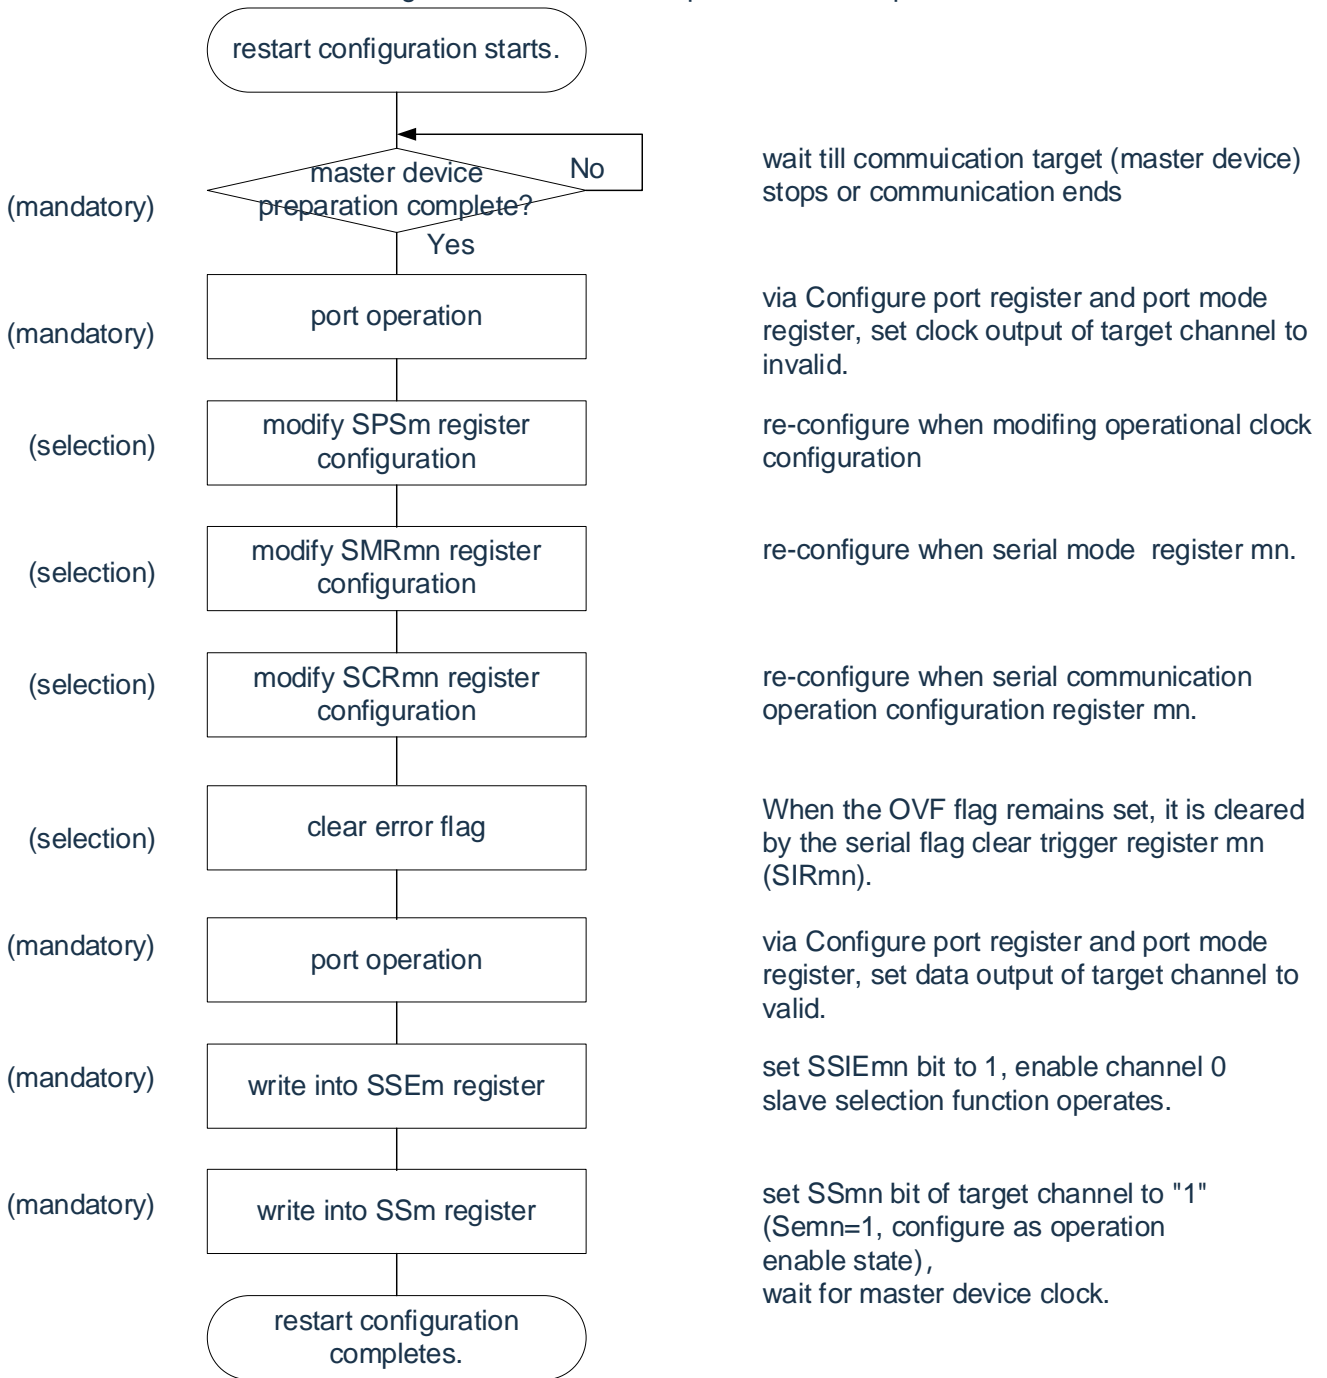 restart configuration starts.
master device
preparation complete?
No
Yes
(mandatory)
wait till commuication target (master device)
stops or communication ends
(mandatory)
port operation
via Configure port register and port mode
register, set clock output of target channel to
invalid.
(selection)
modify SPSm register
configuration
re-configure when modifing operational clock
configuration
(selection)
modify SMRmn register
configuration
re-configure when serial mode register mn.
(selection)
modify SCRmn register
configuration
re-configure when serial communication
operation configuration register mn.
(selection)
clear error flag
When the OVF flag remains set, it is cleared
by the serial flag clear trigger register mn
(SIRmn).
(mandatory)
port operation
via Configure port register and port mode
register, set data output of target channel to
valid.
(mandatory)
write into SSEm register
set SSIEmn bit to 1, enable channel 0
slave selection function operates.
(mandatory)
write into SSm register
set SSmn bit of target channel to "1"
(Semn=1, configure as operation
enable state),
wait for master device clock.
restart configuration
completes.